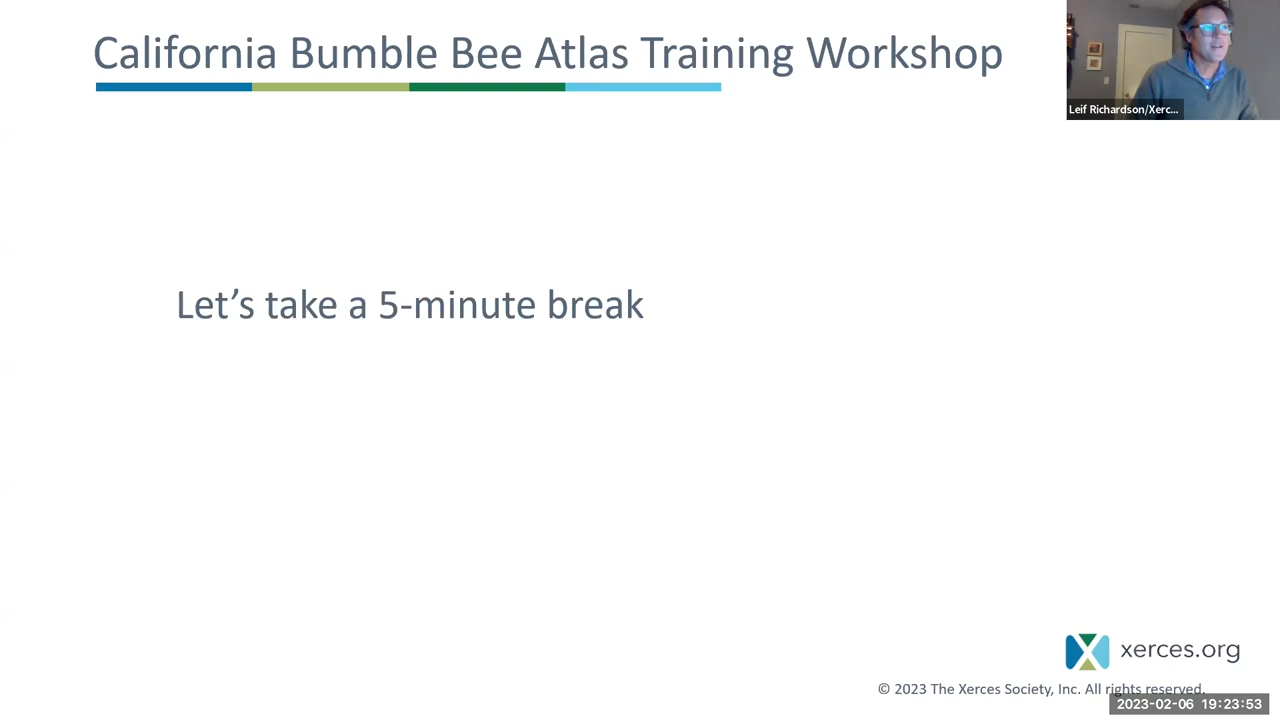 California Bumble Bee Atlas Training Workshop
Leif Richardson/Xerc...
Let's take a 5-minute break
xerces.org
© 2023 The Xerces Society, Inc. All rights reserved.
2023-02-06 19:23:53